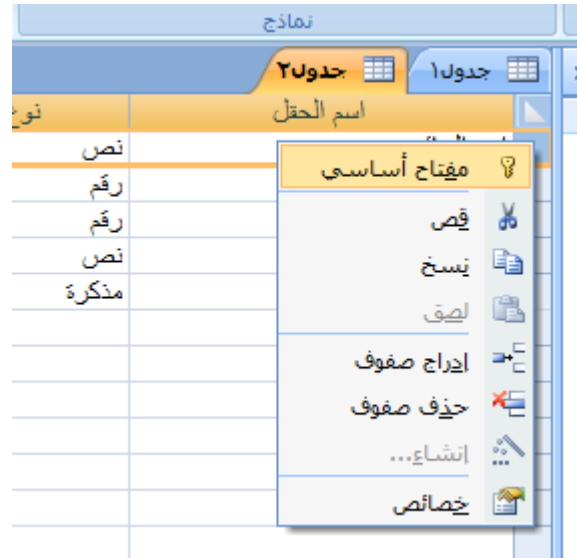 نماذج
جدول١ جدول٢
اسم الحقل نوع
نص
رقم
رقم
نص
مذكرة
مفتاح أساسي
قص
نسخ
لصق
إدراج صفوف
حذف صفوف
إنشاء...
خصائص